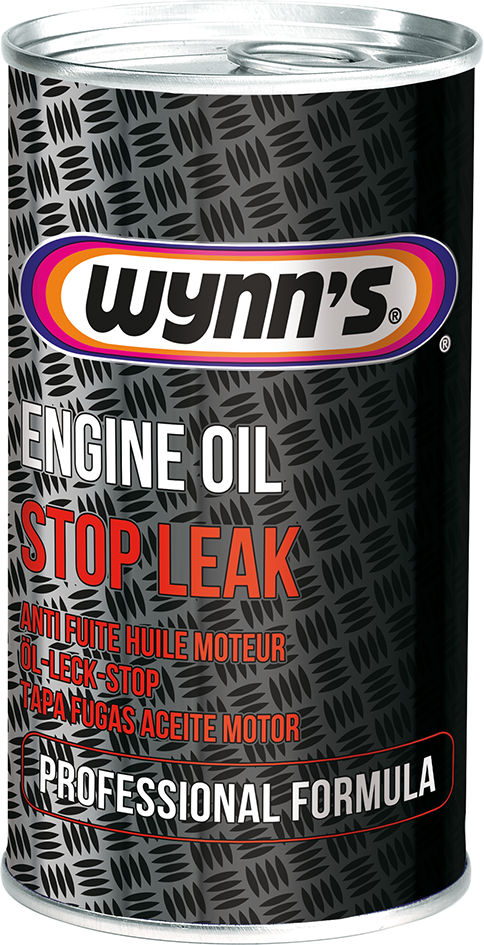 wynn's®
®
ENGINE OIL
STOP LEAK
ANTI FUITE HUILE MOTEUR
ÖL-LECK-STOP
TAPA FUGAS ACEITE MOTOR
PROFESSIONAL FORMULA